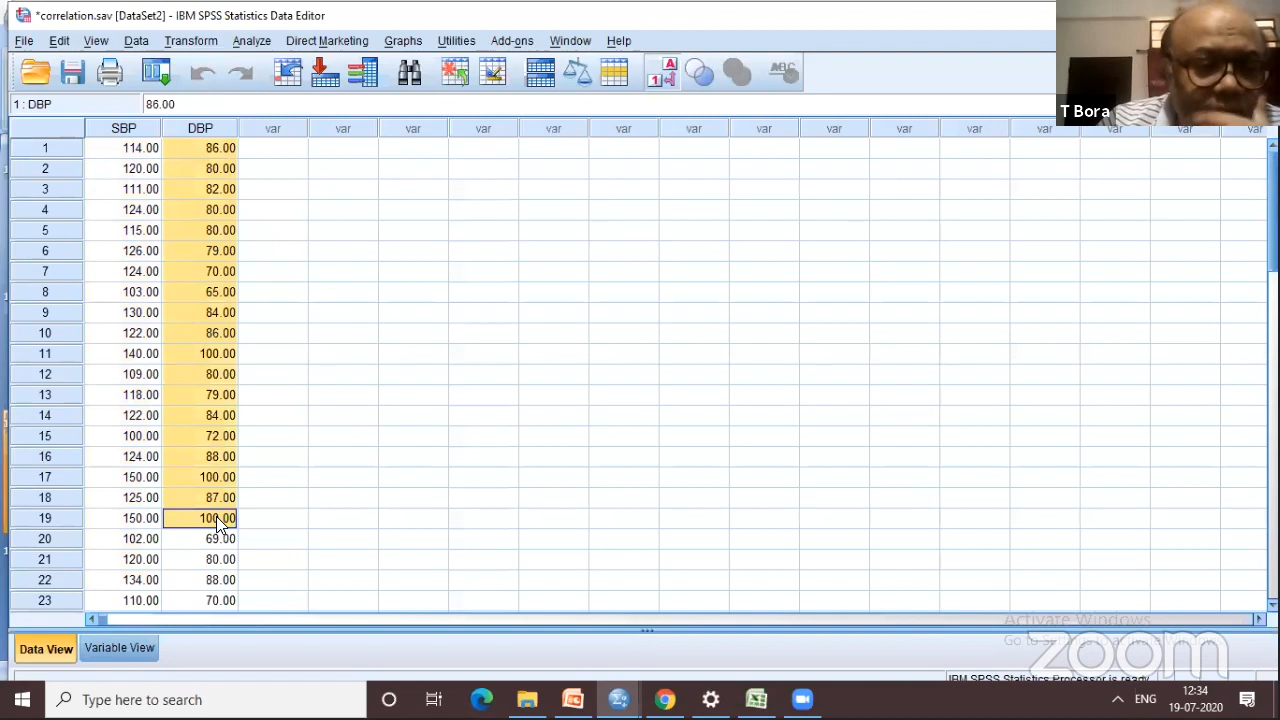 *correlation.sav [DataSet2] - IBM SPSS Statistics Data Editor
File Edit View Data Transform Analyze Direct Marketing Graphs Utilities Add-ons Window Help
T Bora
1 : DBP 86.00
SBP DBP var var var var var var var var var var var var var var var
1 114.00 86.00
2 120.00 80.00
3 111.00 82.00
4 124.00 80.00
5 115.00 80.00
6 126.00 79.00
7 124.00 70.00
8 103.00 65.00
9 130.00 84.00
10 122.00 86.00
11 140.00 100.00
12 109.00 80.00
13 118.00 79.00
14 122.00 84.00
15 100.00 72.00
16 124.00 88.00
17 150.00 100.00
18 125.00 87.00
19 150.00 100.00
20 102.00 69.00
21 120.00 80.00
22 134.00 88.00
23 110.00 70.00
Activate Windows
Go to Settings to activate Windows.
zoom
Data View Variable View
IBM SPSS Statistics Processor is ready
Type here to search
ENG
12:34
19-07-2020